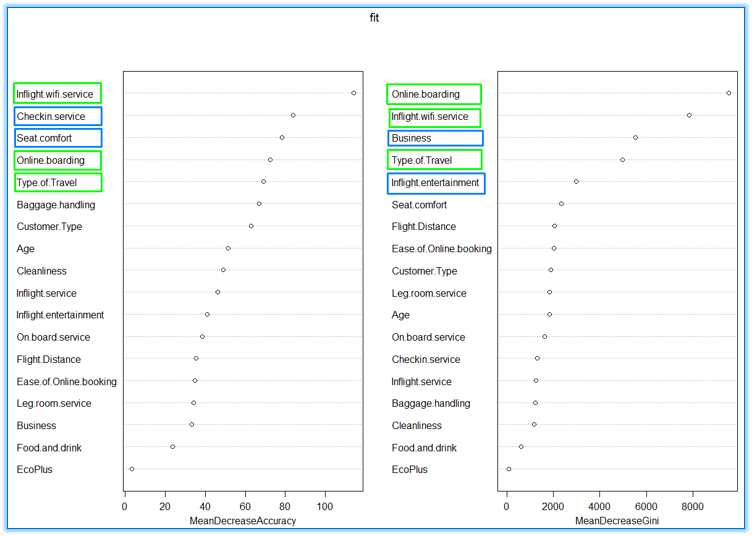 fit
Inflight.wifi.service
Checkin.service
Seat.comfort
Online.boarding
Type.of.Travel
Baggage.handling
Customer.Type
Age
Cleanliness
Inflight.service
Inflight.entertainment
On.board.service
Flight.Distance
Ease.of.Online.booking
Leg.room.service
Business
Food.and.drink
EcoPlus
0 20 40 60 80 100
MeanDecreaseAccuracy
Online.boarding
Inflight.wifi.service
Business
Type.of.Travel
Inflight.entertainment
Seat.comfort
Flight.Distance
Ease.of.Online.booking
Customer.Type
Leg.room.service
Age
On.board.service
Checkin.service
Inflight.service
Baggage.handling
Cleanliness
Food.and.drink
EcoPlus
0 2000 4000 6000 8000
MeanDecreaseGini